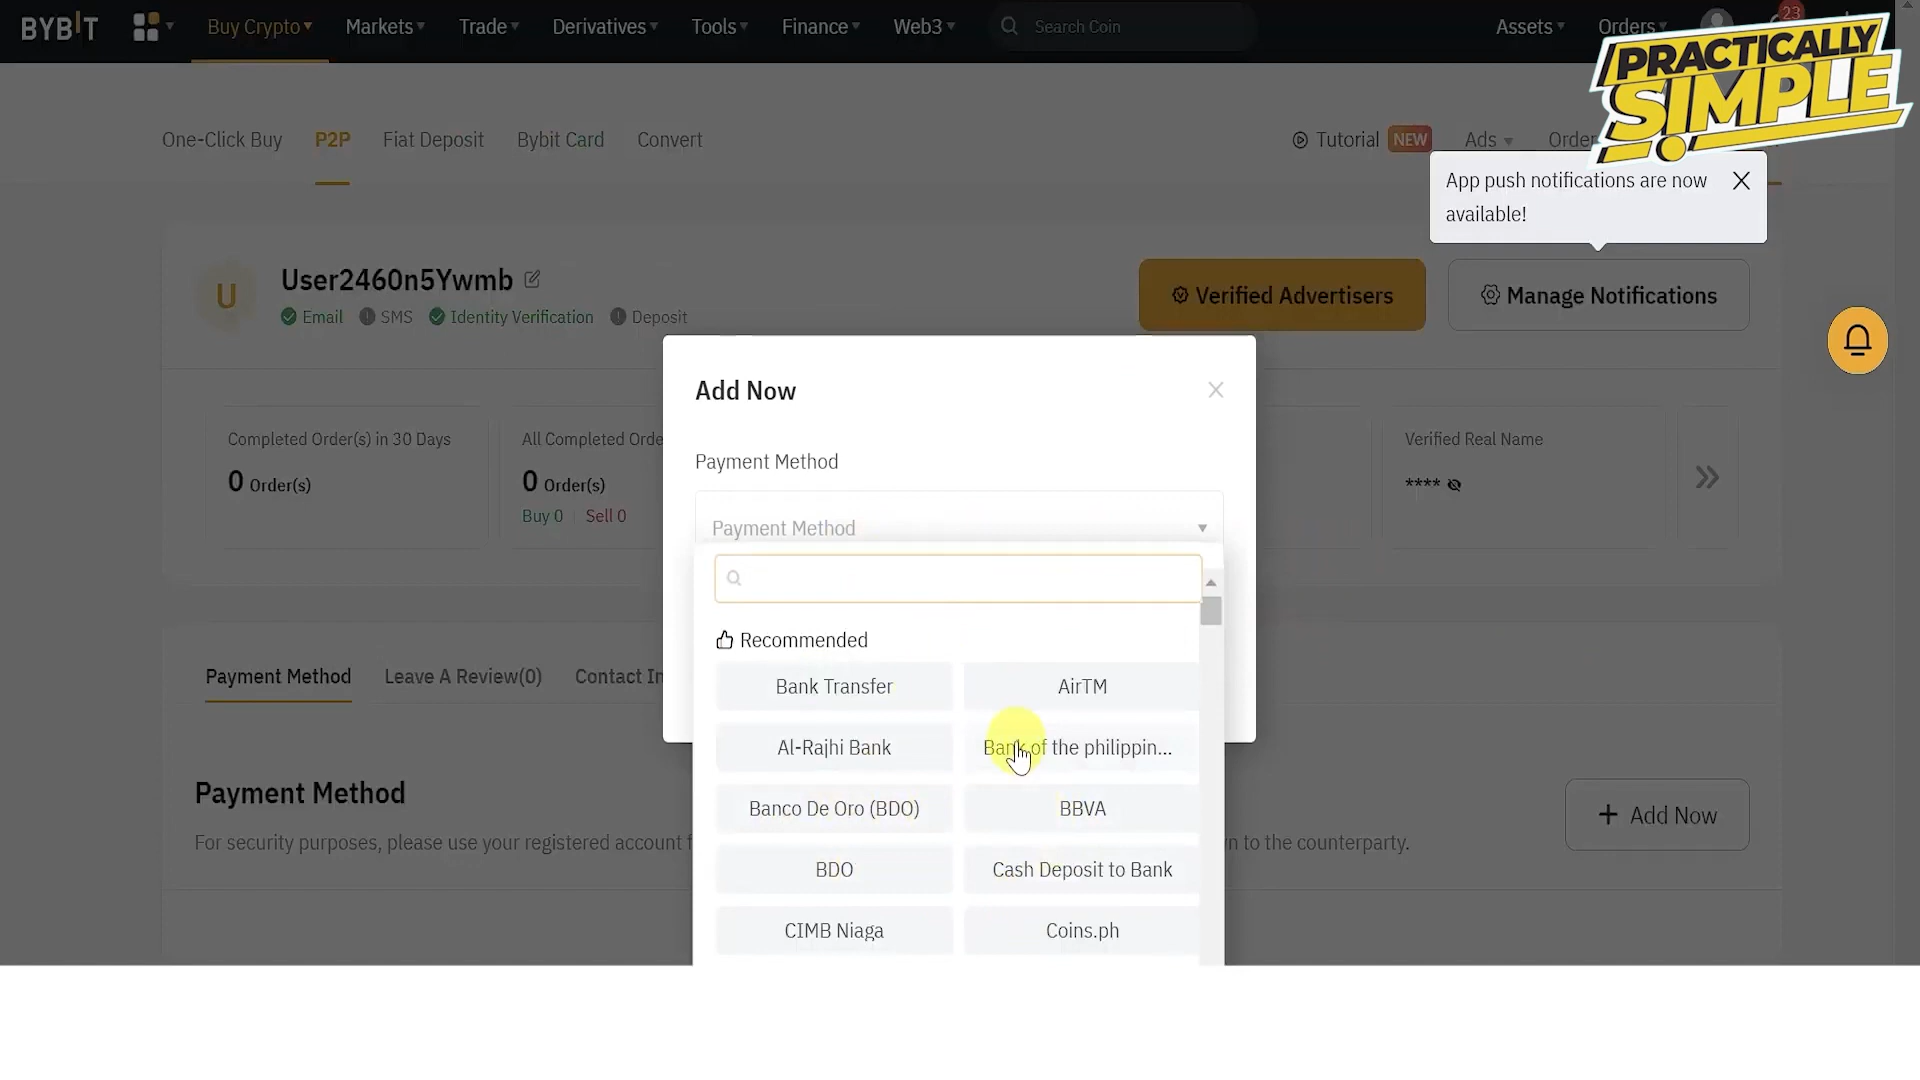 BYBIT
Buy Crypto
Markets
Trade
Derivatives
Tools
Finance
Web3
Search Coin
Assets
Orders
23
PRACTICALLY
SIMPLE
One-Click Buy
P2P
Fiat Deposit
Bybit Card
Convert
Tutorial
NEW
Ads
App push notifications are now
available!
U
User2460n5Ywmb
Email
SMS
Identity Verification
Deposit
Verified Advertisers
Manage Notifications
Completed Order(s) in 30 Days
0 Order(s)
All Completed Orde
0 Order(s)
Buy 0
Sell 0
Verified Real Name
****
Add Now
Payment Method
Payment Method
Recommended
Bank Transfer
AirTM
Al-Rajhi Bank
Bank of the philippin...
Banco De Oro (BDO)
BBVA
BDO
Cash Deposit to Bank
CIMB Niaga
Coins.ph
Payment Method
Leave A Review(0)
Contact In
Payment Method
For security purposes, please use your registered account
n to the counterparty.
+ Add Now